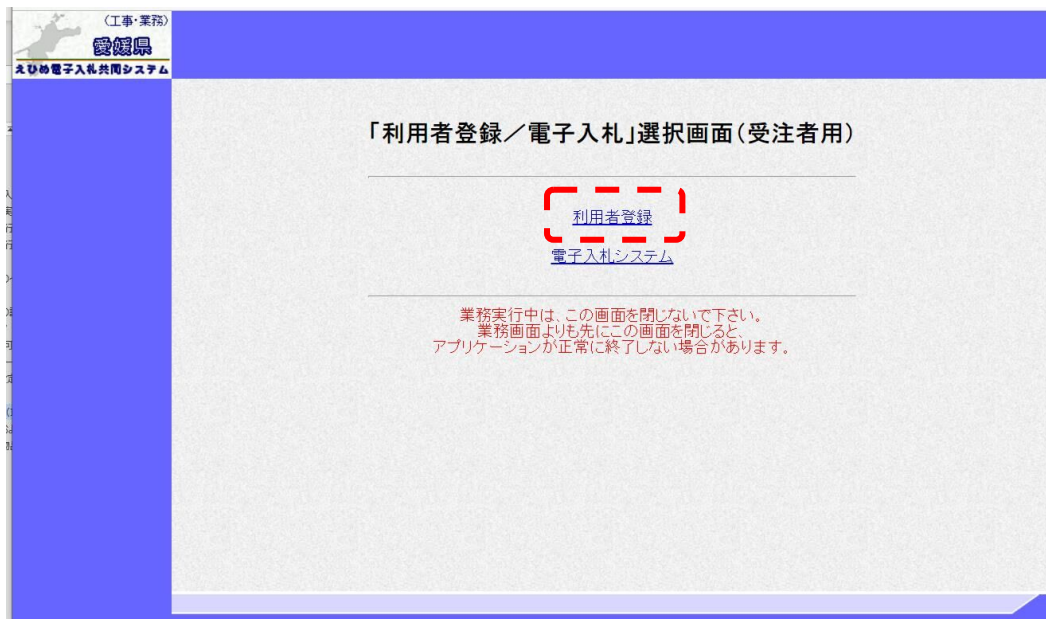 〈工事・業務〉
愛媛県
えひめ電子入札共同システム
「利用者登録／電子入札」選択画面(受注者用)
利用者登録
電子入札システム
業務実行中は、この画面を閉じないで下さい。
業務画面よりも先にこの画面を閉じると、
アプリケーションが正常に終了しない場合があります。